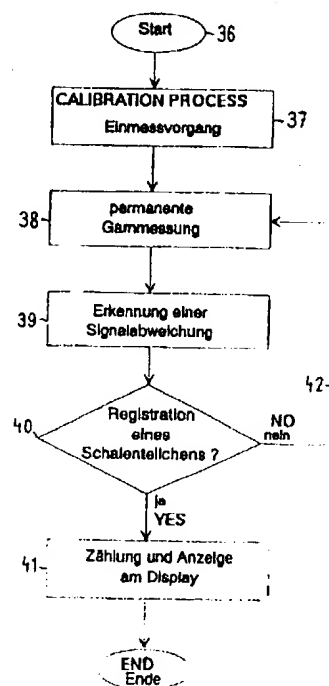 Start
36
CALIBRATION PROCESS
Einmessvorgang
37
38
permanente
Garnmessung
39
Erkennung einer
Signalabweichung
42
40
Registration
eines
Schalenteilchens ?
NO
nein
ja
YES
41
Zählung und Anzeige
am Display
END
Ende